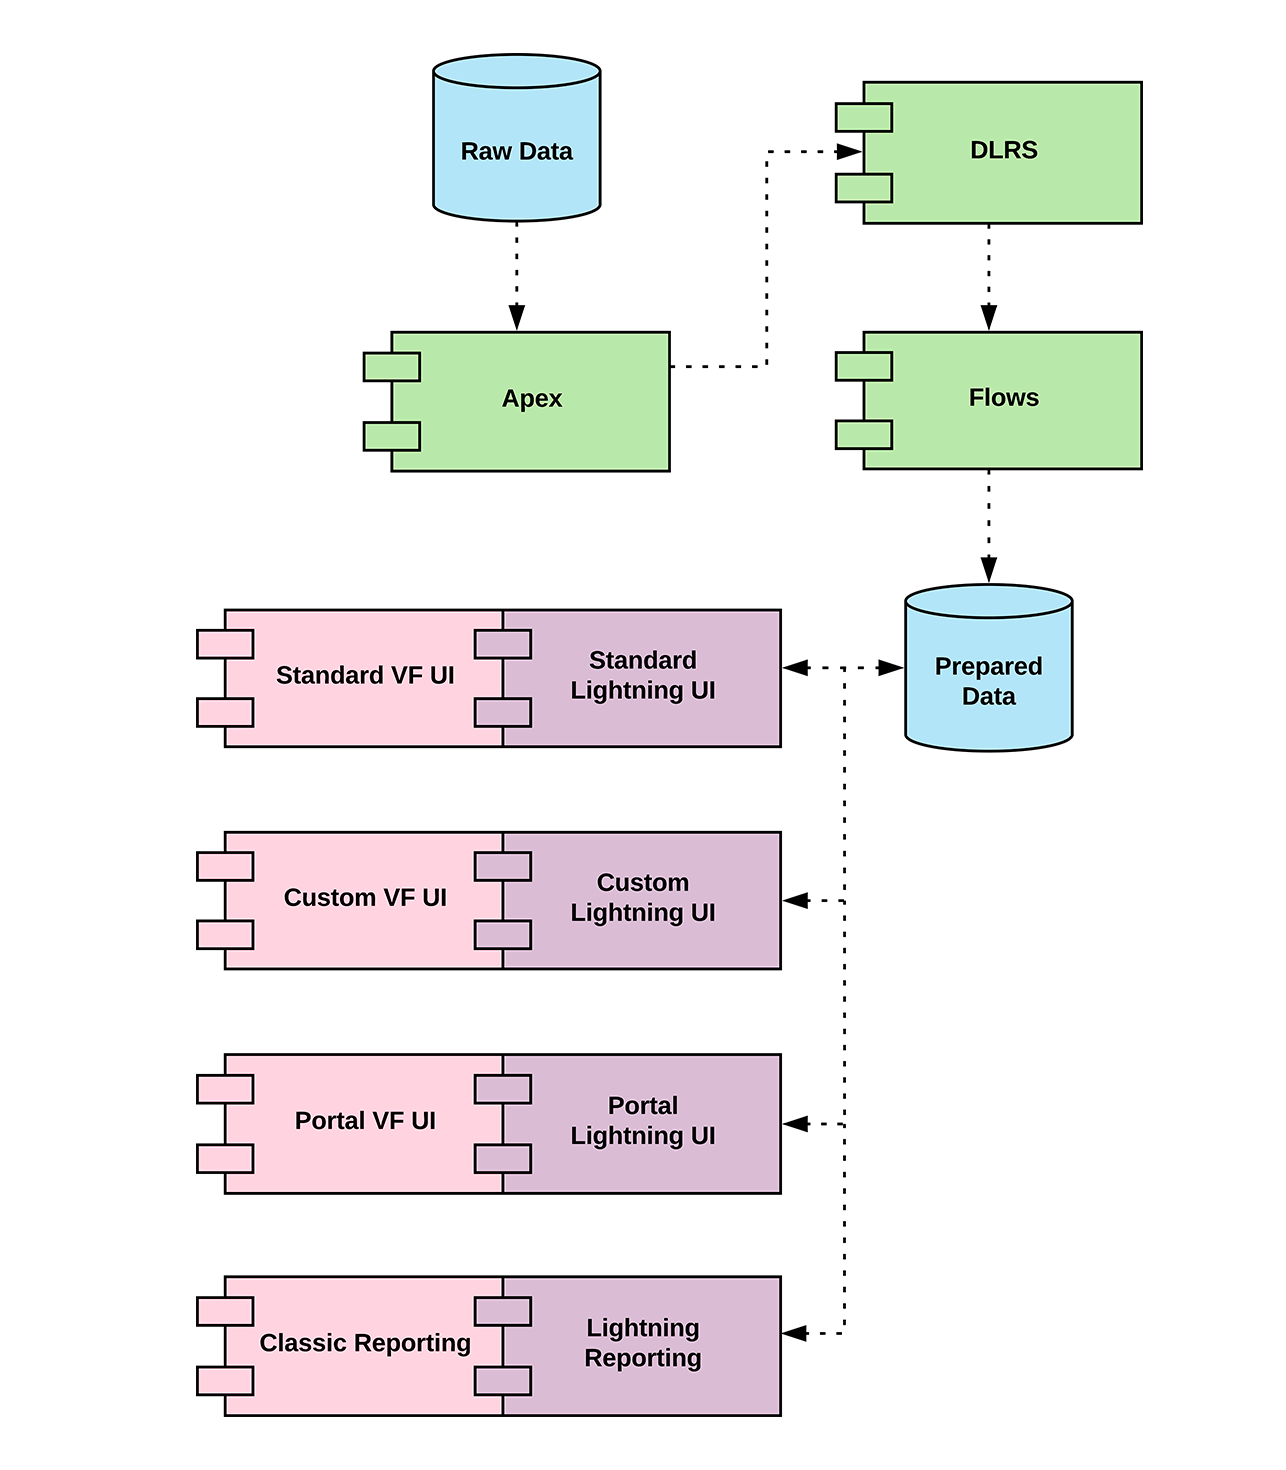 Raw Data
DLRS
Apex
Flows
Prepared
Data
Standard VF UI
Standard
Lightning UI
Custom VF UI
Custom
Lightning UI
Portal VF UI
Portal
Lightning UI
Classic Reporting
Lightning
Reporting